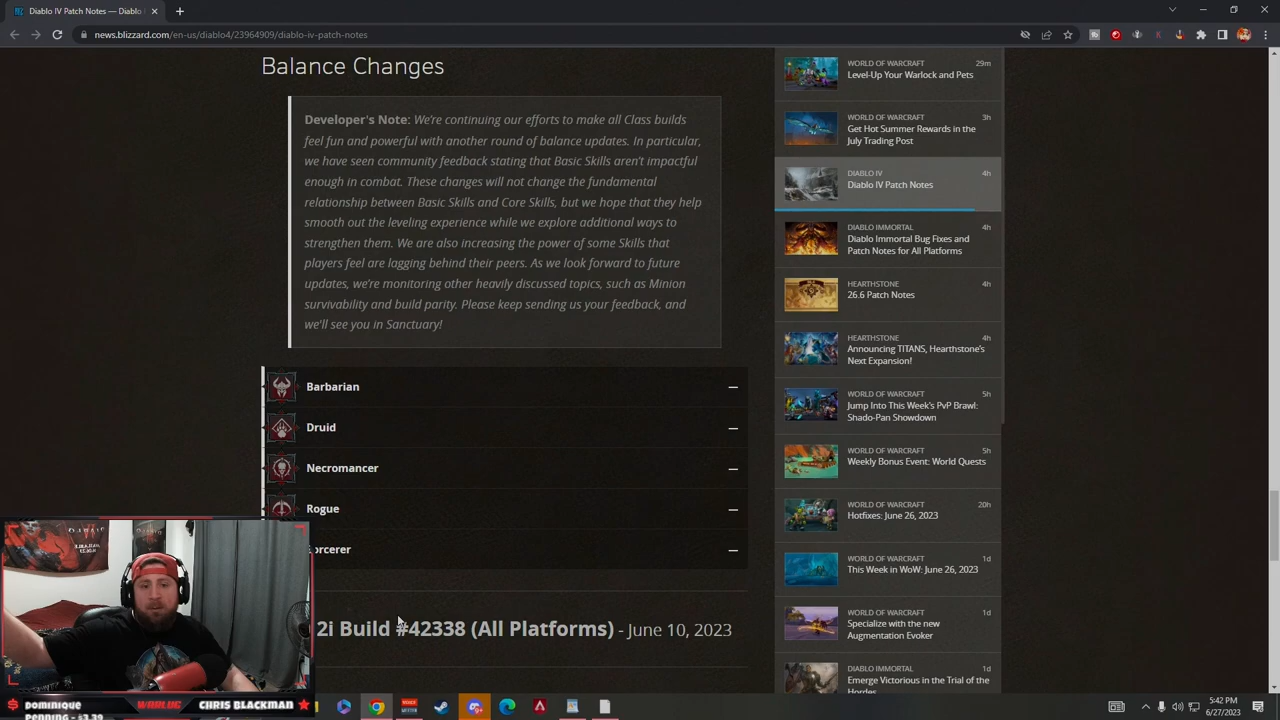 Diablo IV Patch Notes — Diablo
news.blizzard.com/en-us/diablo4/23964909/diablo-iv-patch-notes
Balance Changes
Developer's Note: We're continuing our efforts to make all Class builds
feel fun and powerful with another round of balance updates. In particular,
we have seen community feedback stating that Basic Skills aren't impactful
enough in combat. These changes will not change the fundamental
relationship between Basic Skills and Core Skills, but we hope that they help
smooth out the leveling experience while we explore additional ways to
strengthen them. We are also increasing the power of some Skills that
players feel are lagging behind their peers. As we look forward to future
updates, we're monitoring other heavily discussed topics, such as Minion
survivability and build parity. Please keep sending us your feedback, and
we'll see you in Sanctuary!
Barbarian
Druid
Necromancer
Rogue
orcerer
2i Build #42338 (All Platforms) - June 10, 2023
WORLD OF WARCRAFT 29m
Level-Up Your Warlock and Pets
WORLD OF WARCRAFT 3h
Get Hot Summer Rewards in the
July Trading Post
DIABLO IV 4h
Diablo IV Patch Notes
DIABLO IMMORTAL 4h
Diablo Immortal Bug Fixes and
Patch Notes for All Platforms
HEARTHSTONE 4h
26.6 Patch Notes
HEARTHSTONE 4h
Announcing TITANS, Hearthstone's
Next Expansion!
WORLD OF WARCRAFT 5h
Jump Into This Week's PvP Brawl:
Shado-Pan Showdown
WORLD OF WARCRAFT 5h
Weekly Bonus Event: World Quests
WORLD OF WARCRAFT 20h
Hotfixes: June 26, 2023
WORLD OF WARCRAFT 1d
This Week in WoW: June 26, 2023
WORLD OF WARCRAFT 1d
Specialize with the new
Augmentation Evoker
DIABLO IMMORTAL 1d
Emerge Victorious in the Trial of the
Hordes
DOMINIQUE
PENNING - $3.39
WARLUG
CHRIS BLACKMAN
5:42 PM
6/27/2023